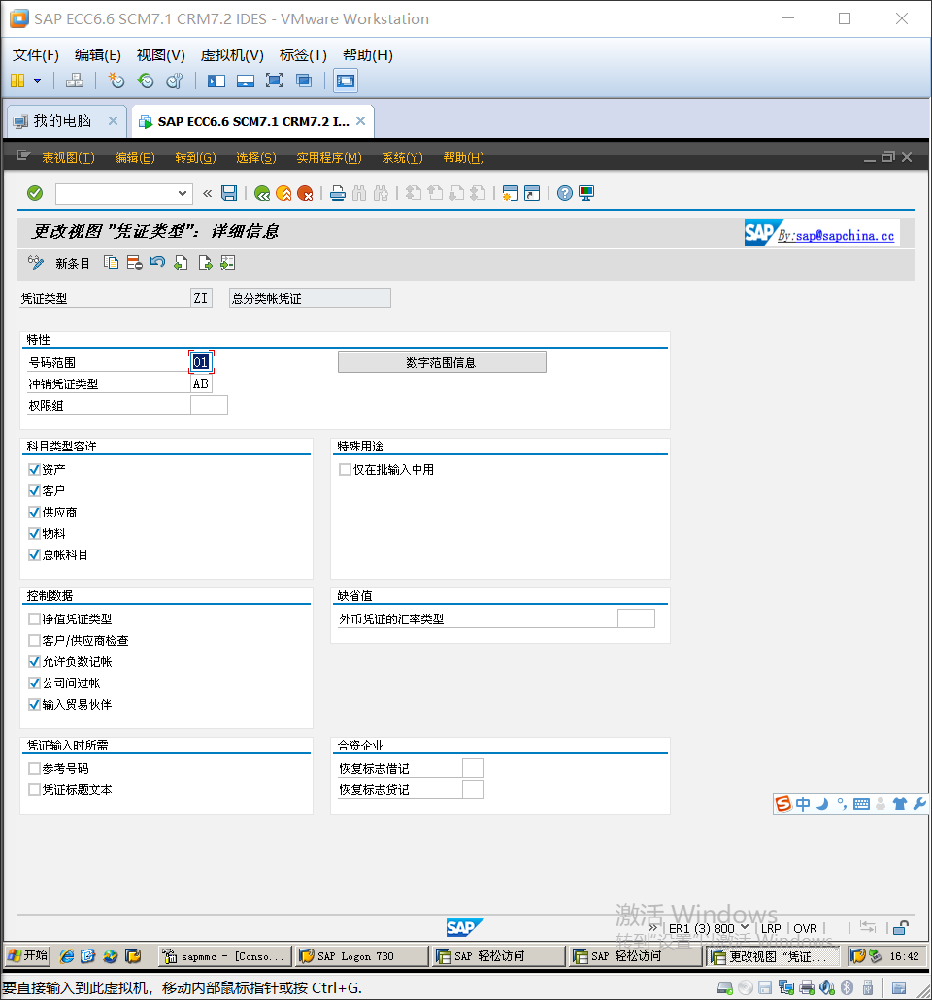 SAP ECC6.6 SCM7.1 CRM7.2 IDES - VMware Workstation
文件(F) 编辑(E) 视图(V) 虚拟机(V) 标签(T) 帮助(H)
我的电脑 SAP ECC6.6 SCM7.1 CRM7.2 I...
表视图(T) 编辑(E) 转到(G) 选择(S) 实用程序(M) 系统(Y) 帮助(H)
更改视图 "凭证类型": 详细信息
SAP By:sap@sapchina.cc
新条目
凭证类型 ZI 总分类帐凭证
特性
号码范围 01 数字范围信息
冲销凭证类型 AB
权限组
科目类型容许
资产
客户
供应商
物料
总帐科目
特殊用途
仅在批输入中用
控制数据
净值凭证类型
客户/供应商检查
允许负数记帐
公司间过帐
输入贸易伙伴
缺省值
外币凭证的汇率类型
凭证输入时所需
参考号码
凭证标题文本
合资企业
恢复标志借记
恢复标志贷记
中
激活 Windows
转到"设置"以激活 Windows。
SAP
ER1 (3) 800 LRP OVR
开始 sapmmc - [Conso... SAP Logon 730 SAP 轻松访问 SAP 轻松访问 更改视图 "凭证... 16:42
要直接输入到此虚拟机，移动内部鼠标指针或按 Ctrl+G.